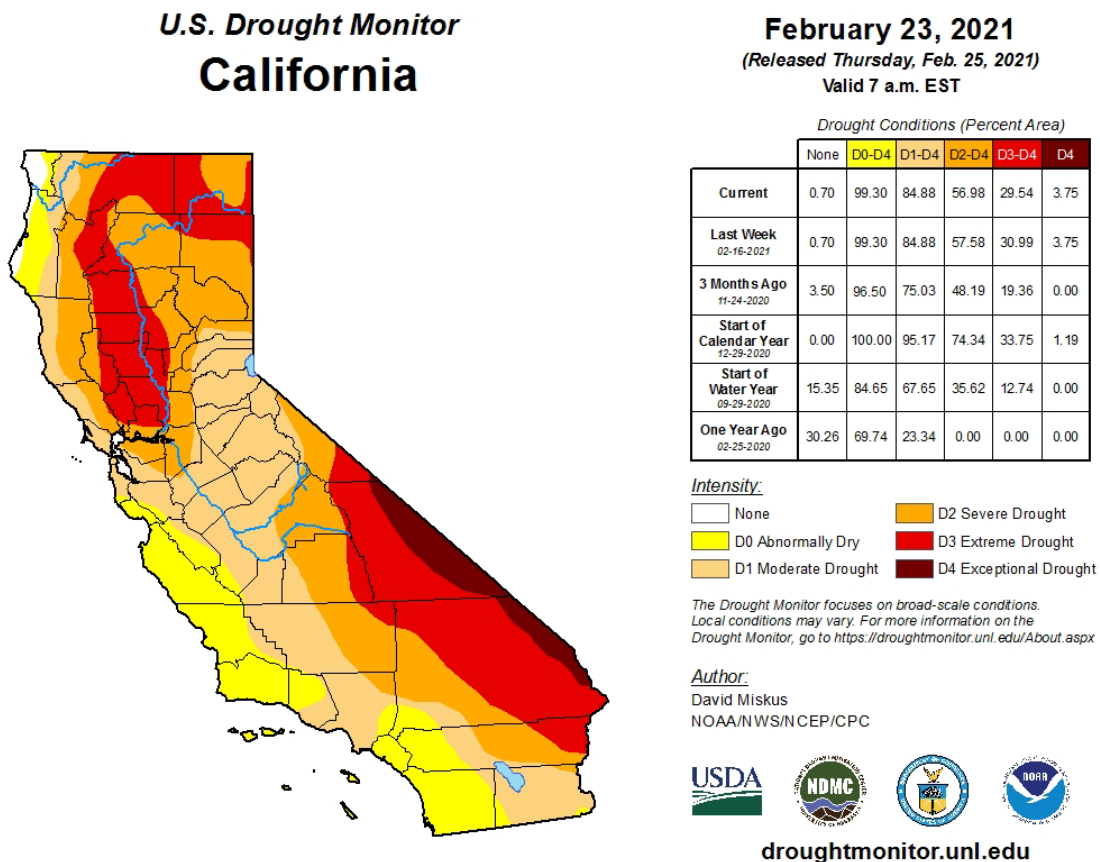 U.S. Drought Monitor
California
February 23, 2021
(Released Thursday, Feb. 25, 2021)
Valid 7 a.m. EST
Drought Conditions (Percent Area)
None D0-D4 D1-D4 D2-D4 D3-D4 D4
Current 0.70 99.30 84.88 56.98 29.54 3.75
Last Week
02-16-2021
0.70 99.30 84.88 57.58 30.99 3.75
3 Months Ago
11-24-2020
3.50 96.50 75.03 48.19 19.36 0.00
Start of
Calendar Year
12-29-2020
0.00 100.00 95.17 74.34 33.75 1.19
Start of
Water Year
09-29-2020
15.35 84.65 67.65 35.62 12.74 0.00
One Year Ago
02-25-2020
30.26 69.74 23.34 0.00 0.00 0.00
Intensity:
None
D0 Abnormally Dry
D1 Moderate Drought
D2 Severe Drought
D3 Extreme Drought
D4 Exceptional Drought
The Drought Monitor focuses on broad-scale conditions.
Local conditions may vary. For more information on the
Drought Monitor, go to https://droughtmonitor.unl.edu/About.aspx
Author:
David Miskus
NOAA/NWS/NCEP/CPC
USDA
NDMC
NOAA
droughtmonitor.unl.edu